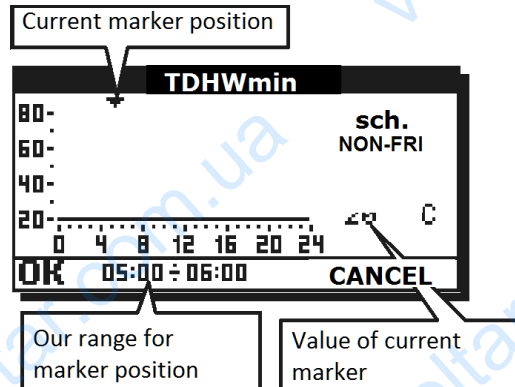 Current marker position
TDHWmin
80
60
40
20
sch.
NON-FRI
C
0 4 8 12 16 20 24
OK 05:00÷06:00 CANCEL
Our range for
marker position
Value of current
marker